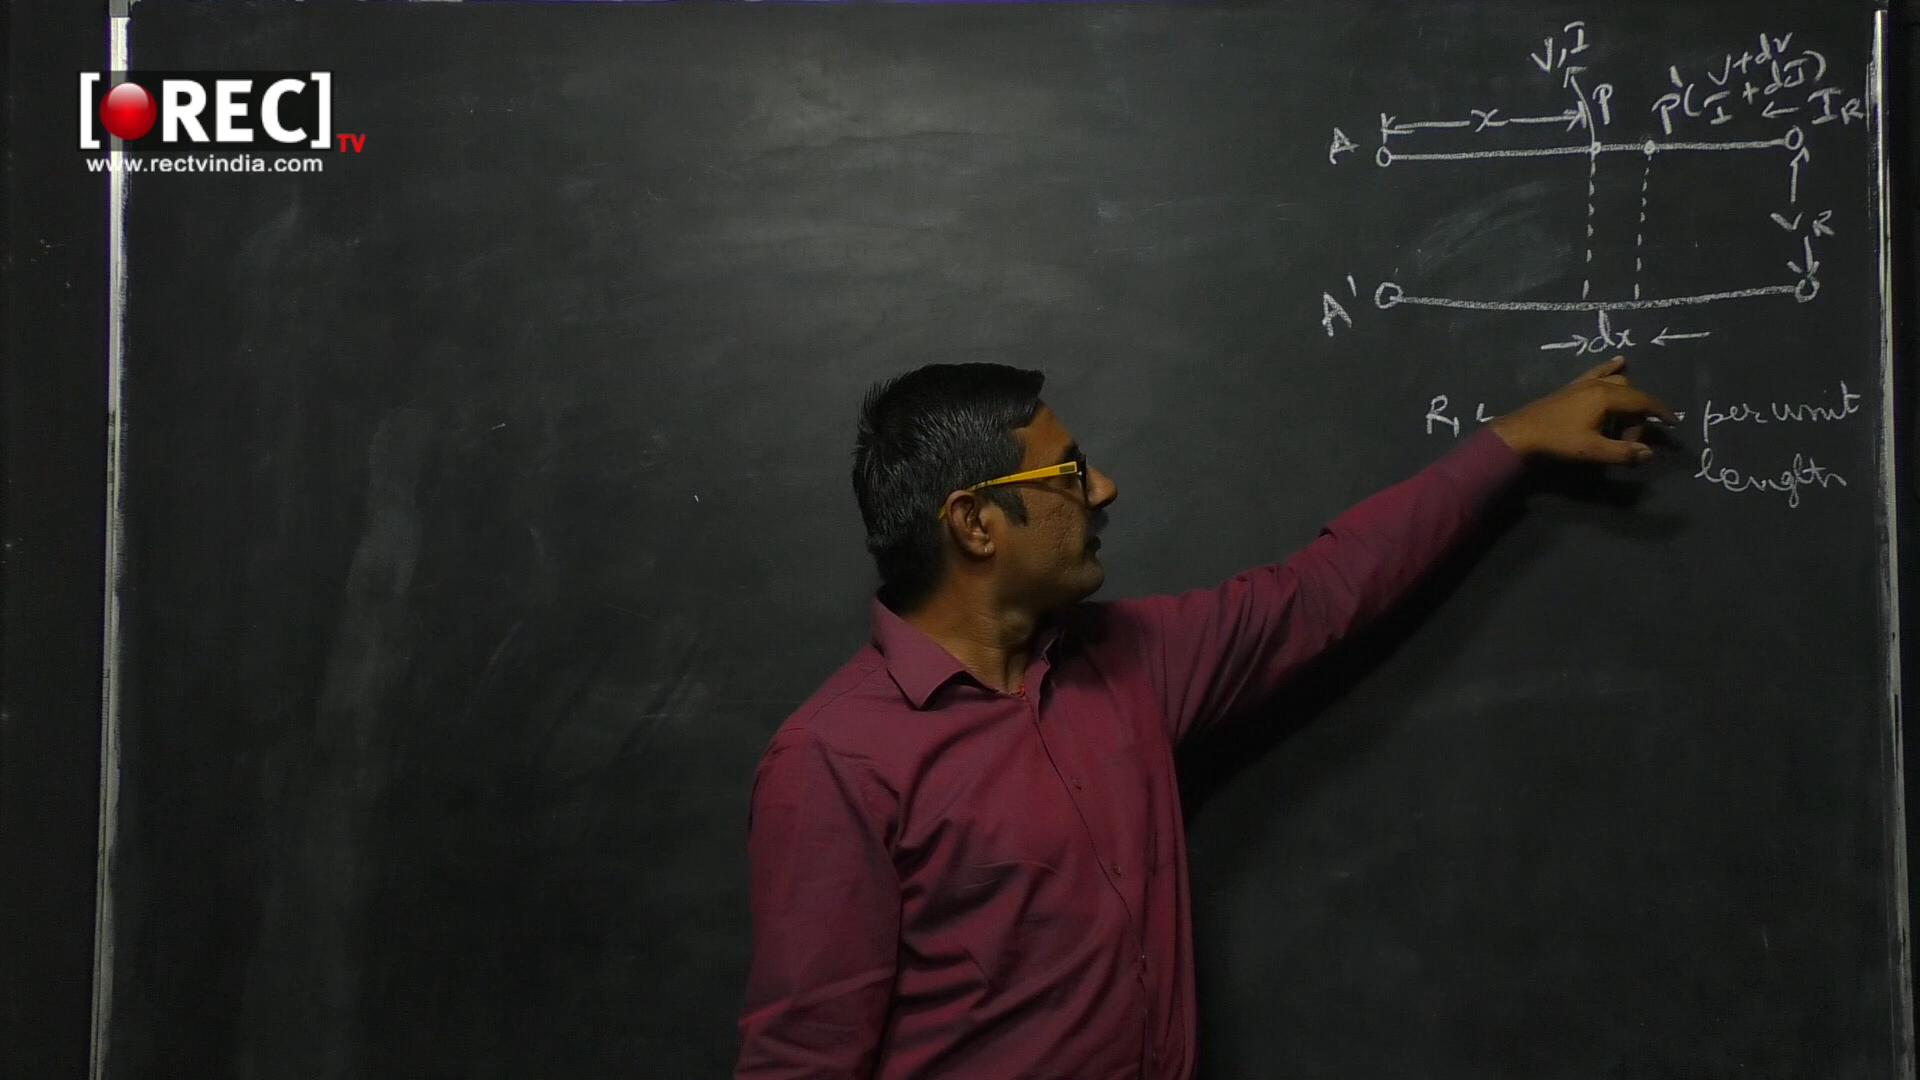 [REC]
TV
www.rectvindia.com
V, I
x
P
P'(V+dV
I+dI)
← IR
A
VR
A'
→dx←
R, L
per unit
length